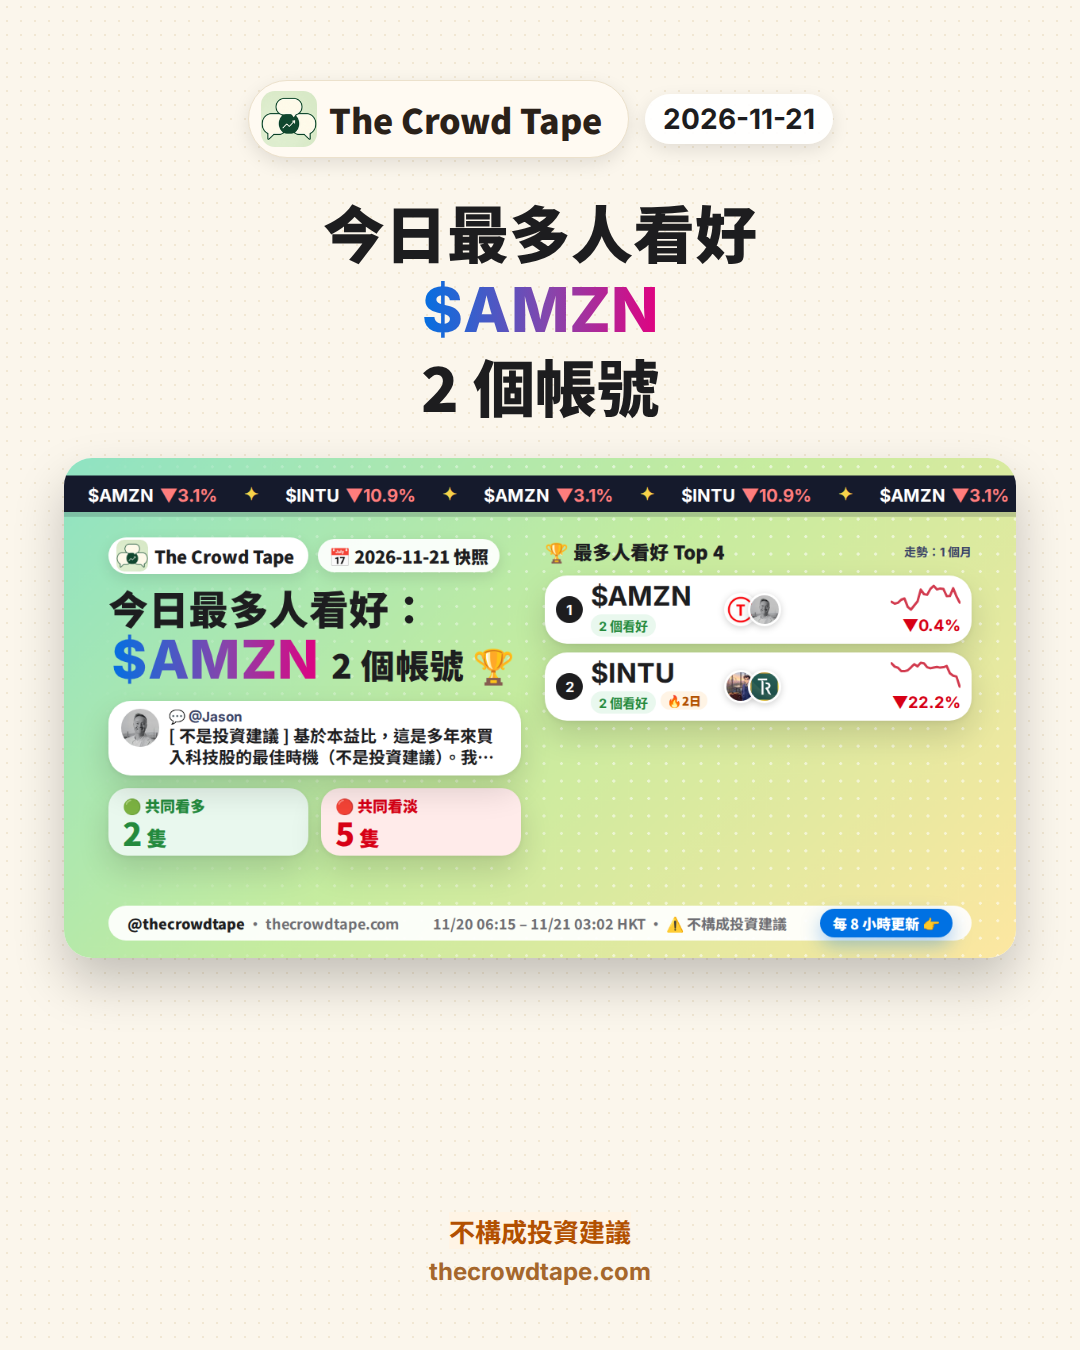 The Crowd Tape
2026-11-21
今日最多人看好
$AMZN
2 個帳號
$AMZN ▼3.1% ✦ $INTU ▼10.9% ✦ $AMZN ▼3.1% ✦ $INTU ▼10.9% ✦ $AMZN ▼3.1%
The Crowd Tape
📅 2026-11-21 快照
今日最多人看好：
$AMZN 2 個帳號 🏆
💬 @Jason
[ 不是投資建議 ] 基於本益比，這是多年來買
入科技股的最佳時機（不是投資建議）。我…
🟢 共同看多
2 隻
🔴 共同看淡
5 隻
🏆 最多人看好 Top 4
走勢：1個月
1
$AMZN
2 個看好
T
▼0.4%
2
$INTU
2 個看好
🔥2日
TR
▼22.2%
@thecrowdtape • thecrowdtape.com
11/20 06:15 – 11/21 03:02 HKT • ⚠️ 不構成投資建議
每 8 小時更新 👉
不構成投資建議
thecrowdtape.com